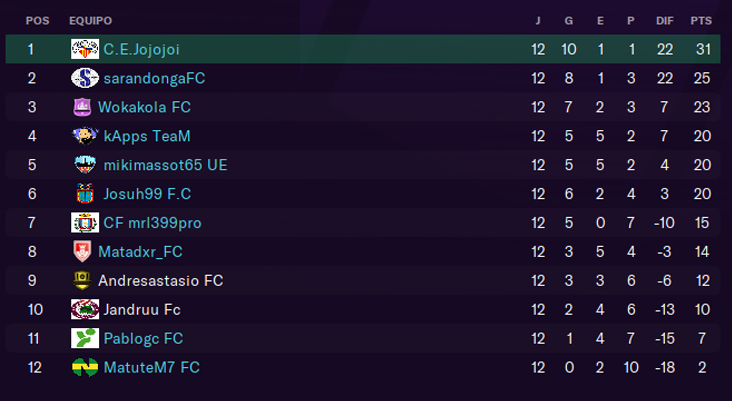 POS EQUIPO J G E P DIF PTS
1 C.E.Jojojoi 12 10 1 1 22 31
2 sarandongaFC 12 8 1 3 22 25
3 Wokakola FC 12 7 2 3 7 23
4 kApps TeaM 12 5 5 2 7 20
5 mikimassot65 UE 12 5 5 2 4 20
6 Josuh99 F.C 12 6 2 4 3 20
7 CF mrl399pro 12 5 0 7 -10 15
8 Matadxr_FC 12 3 5 4 -3 14
9 Andresastasio FC 12 3 3 6 -6 12
10 Jandruu Fc 12 2 4 6 -13 10
11 Pablogc FC 12 1 4 7 -15 7
12 MatuteM7 FC 12 0 2 10 -18 2